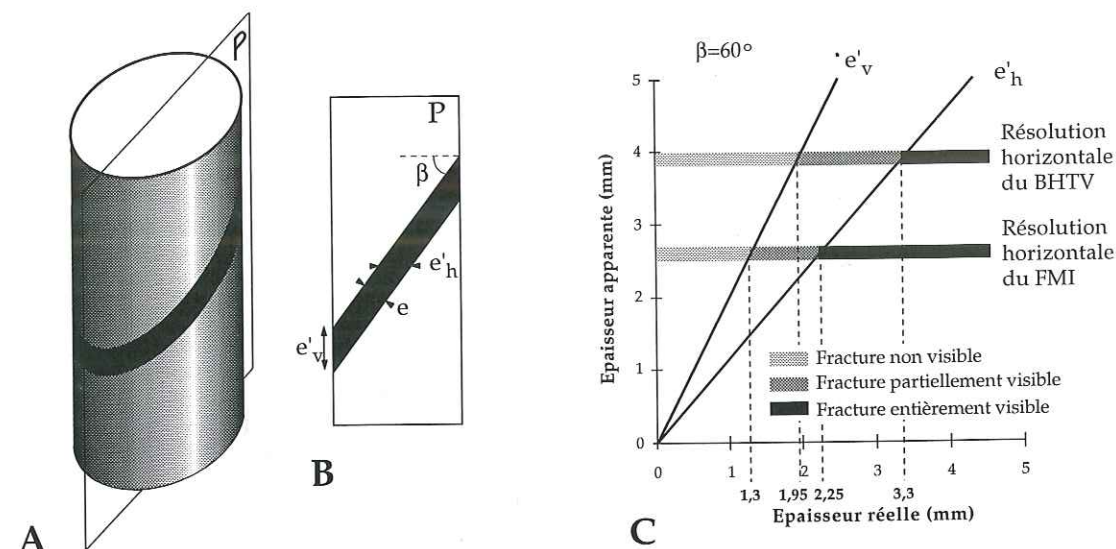 P
A
P
β
e'h
e
e'v
B
β=60°
e'v
e'h
Epaisseur apparente (mm)
5
4
3
2
1
0
Résolution
horizontale
du BHTV
Résolution
horizontale
du FMI
Fracture non visible
Fracture partiellement visible
Fracture entièrement visible
0 1 2 3 4 5
1,3 1,95 2,25 3,3
Epaisseur réelle (mm)
C